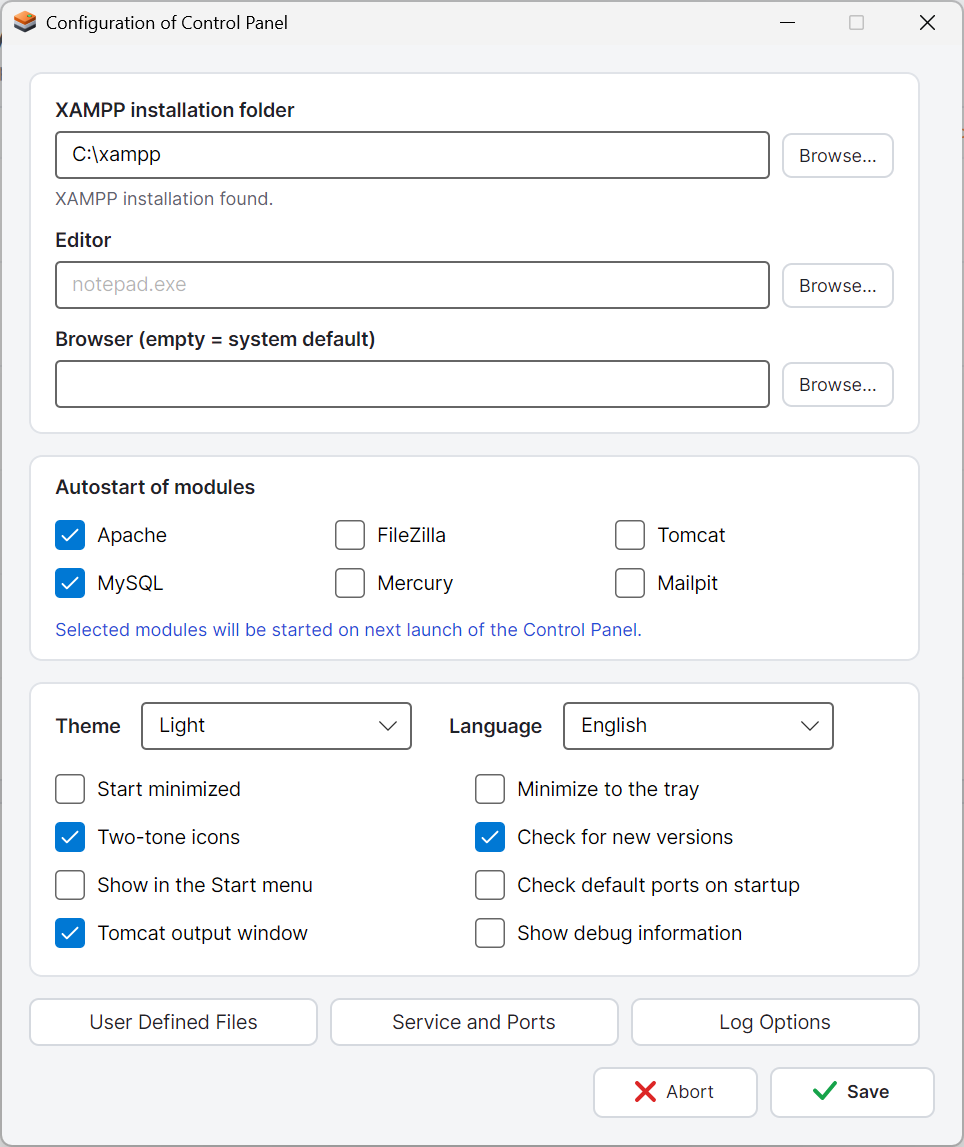 Configuration of Control Panel
XAMPP installation folder
C:\xampp
Browse...
XAMPP installation found.
Editor
notepad.exe
Browse...
Browser (empty = system default)
Browse...
Autostart of modules
Apache
FileZilla
Tomcat
MySQL
Mercury
Mailpit
Selected modules will be started on next launch of the Control Panel.
Theme
Light
Language
English
Start minimized
Minimize to the tray
Two-tone icons
Check for new versions
Show in the Start menu
Check default ports on startup
Tomcat output window
Show debug information
User Defined Files
Service and Ports
Log Options
Abort
Save